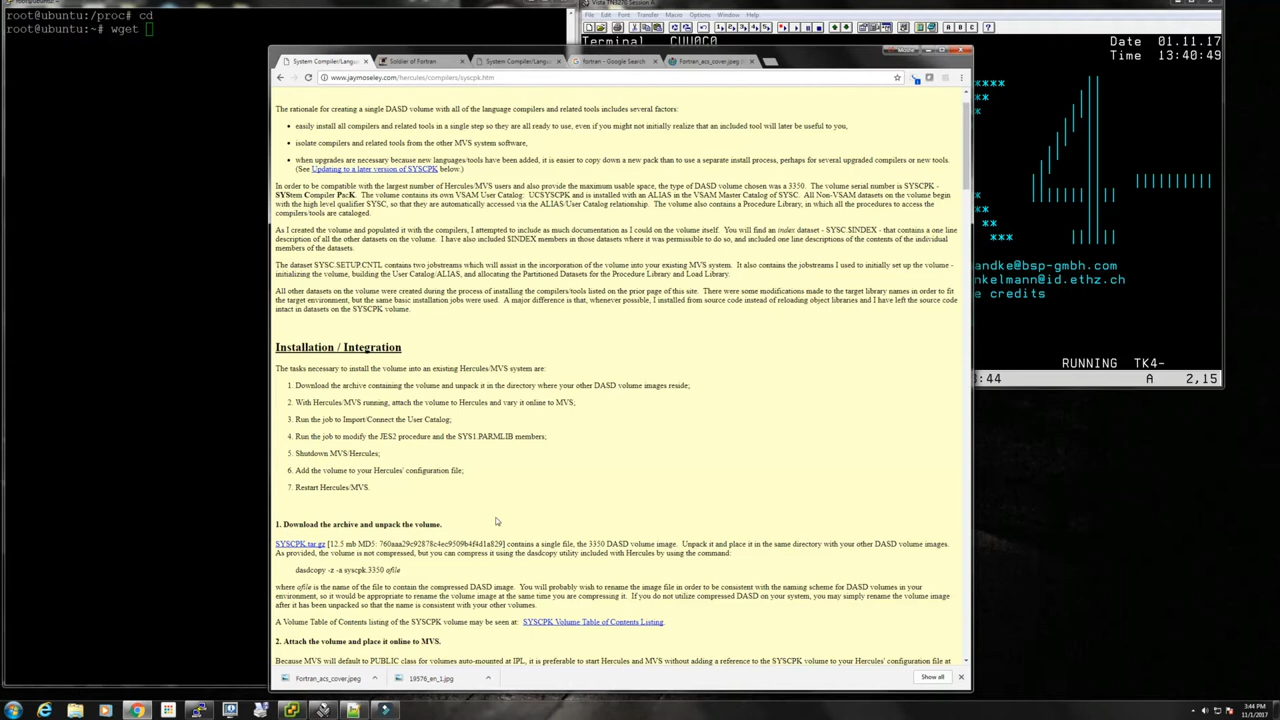 root@ubuntu:/proc# cd
root@ubuntu:~# wget
Vista TN3270 Session A
File Edit Font Transfer Macro Options Window Help
Terminal CUU0C0
Date 01.11.17
Time 13:40:49
System Compiler/Langu
Soldier of Fortran
System Compiler/Langu
fortran - Google Search
Fortran_acs_cover.jpeg (
www.jaymoseley.com/hercules/compilers/syscpk.htm
The rationale for creating a single DASD volume with all of the language compilers and related tools includes several factors:
• easily install all compilers and related tools in a single step so they are all ready to use, even if you might not initially realize that an included tool will later be useful to you,
• isolate compilers and related tools from the other MVS system software,
• when upgrades are necessary because new languages/tools have been added, it is easier to copy down a new pack than to use a separate install process, perhaps for several upgraded compilers or new tools.
(See Updating to a later version of SYSCPK below.)
In order to be compatible with the largest number of Hercules/MVS users and also provide the maximum usable space, the type of DASD volume chosen was a 3350. The volume serial number is SYSCPK -
SYStem Compiler PacK. The volume contains its own VSAM User Catalog. UCSYSCPK and is installed with an ALIAS in the VSAM Master Catalog of SYSC. All Non-VSAM datasets on the volume begin
with the high level qualifier SYSC, so that they are automatically accessed via the ALIAS/User Catalog relationship. The volume also contains a Procedure Library, in which all the procedures to access the
compilers/tools are cataloged.
As I created the volume and populated it with the compilers, I attempted to include as much documentation as I could on the volume itself. You will find an index dataset - SYSC.$INDEX - that contains a one line
description of all the other datasets on the volume. I have also included $INDEX members in those datasets where it was permissible to do so, and included one line descriptions of the contents of the individual
members of the datasets.
The dataset SYSC.SETUP.CNTL contains two jobstreams which will assist in the incorporation of the volume into your existing MVS system. It also contains the jobstreams I used to initially set up the volume -
initializing the volume, building the User Catalog/ALIAS, and allocating the Partitioned Datasets for the Procedure Library and Load Library.
All other datasets on the volume were created during the process of installing the compilers/tools listed on the prior page of this site. There were some modifications made to the target library names in order to fit
the target environment, but the same basic installation jobs were used. A major difference is that, whenever possible, I installed from source code instead of reloading object libraries and I have left the source code
intact in datasets on the SYSCPK volume.
Installation / Integration
The tasks necessary to install the volume into an existing Hercules/MVS system are:
1. Download the archive containing the volume and unpack it in the directory where your other DASD volume images reside;
2. With Hercules/MVS running, attach the volume to Hercules and vary it online to MVS;
3. Run the job to Import/Connect the User Catalog;
4. Run the job to modify the JES2 procedure and the SYS1.PARMLIB members;
5. Shutdown MVS/Hercules;
6. Add the volume to your Hercules' configuration file;
7. Restart Hercules/MVS.
1. Download the archive and unpack the volume.
SYSCPK.tar.gz [12.5 mb MD5: 760aaa29c92878c4ec9509b4f4d1a829] contains a single file, the 3350 DASD volume image. Unpack it and place it in the same directory with your other DASD volume images.
As provided, the volume is not compressed, but you can compress it using the dasdcopy utility included with Hercules by using the command:
dasdcopy -z -a syscpk.3350 ofile
where ofile is the name of the file to contain the compressed DASD image. You will probably wish to rename the image file in order to be consistent with the naming scheme for DASD volumes in your
environment, so it would be appropriate to rename the volume image at the same time you are compressing it. If you do not utilize compressed DASD on your system, you may simply rename the volume image
after it has been unpacked so that the name is consistent with your other volumes.
A Volume Table of Contents listing of the SYSCPK volume may be seen at: SYSCPK Volume Table of Contents Listing.
2. Attach the volume and place it online to MVS.
Because MVS will default to PUBLIC class for volumes auto-mounted at IPL, it is preferable to start Hercules and MVS without adding a reference to the SYSCPK volume to your Hercules' configuration file at
Fortran_acs_cover.jpeg
19576_en_1.jpg
Show all
****
**
**
**
**
***
andke@bsp-gmbh.com
nkelmann@id.ethz.ch
e credits
RUNNING TK4-
3:44
A
2,15
3:44 PM
11/1/2017